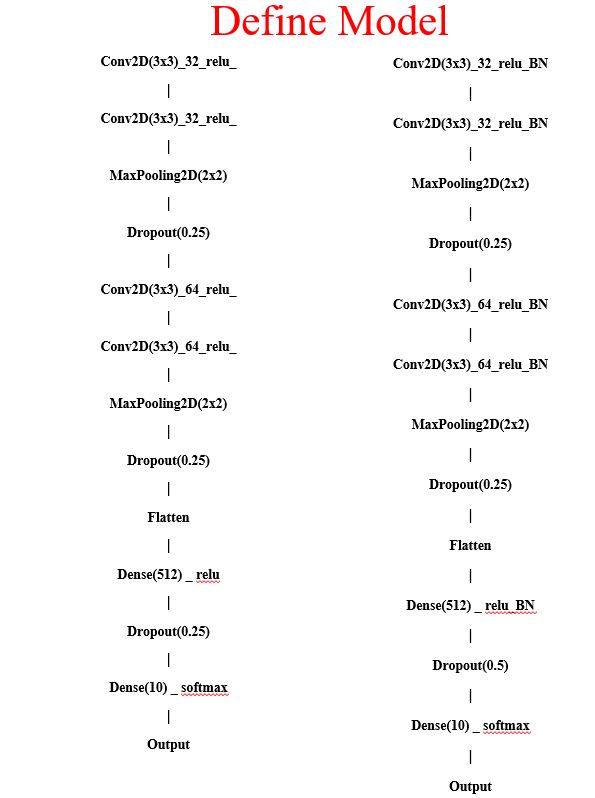 Define Model
Conv2D(3x3)_32_relu_
|
Conv2D(3x3)_32_relu_
|
MaxPooling2D(2x2)
|
Dropout(0.25)
|
Conv2D(3x3)_64_relu_
|
Conv2D(3x3)_64_relu_
|
MaxPooling2D(2x2)
|
Dropout(0.25)
|
Flatten
|
Dense(512) _ relu
|
Dropout(0.25)
|
Dense(10) _ softmax
|
Output
Conv2D(3x3)_32_relu_BN
|
Conv2D(3x3)_32_relu_BN
|
MaxPooling2D(2x2)
|
Dropout(0.25)
|
Conv2D(3x3)_64_relu_BN
|
Conv2D(3x3)_64_relu_BN
|
MaxPooling2D(2x2)
|
Dropout(0.25)
|
Flatten
|
Dense(512) _ relu_BN
|
Dropout(0.5)
|
Dense(10) _ softmax
|
Output